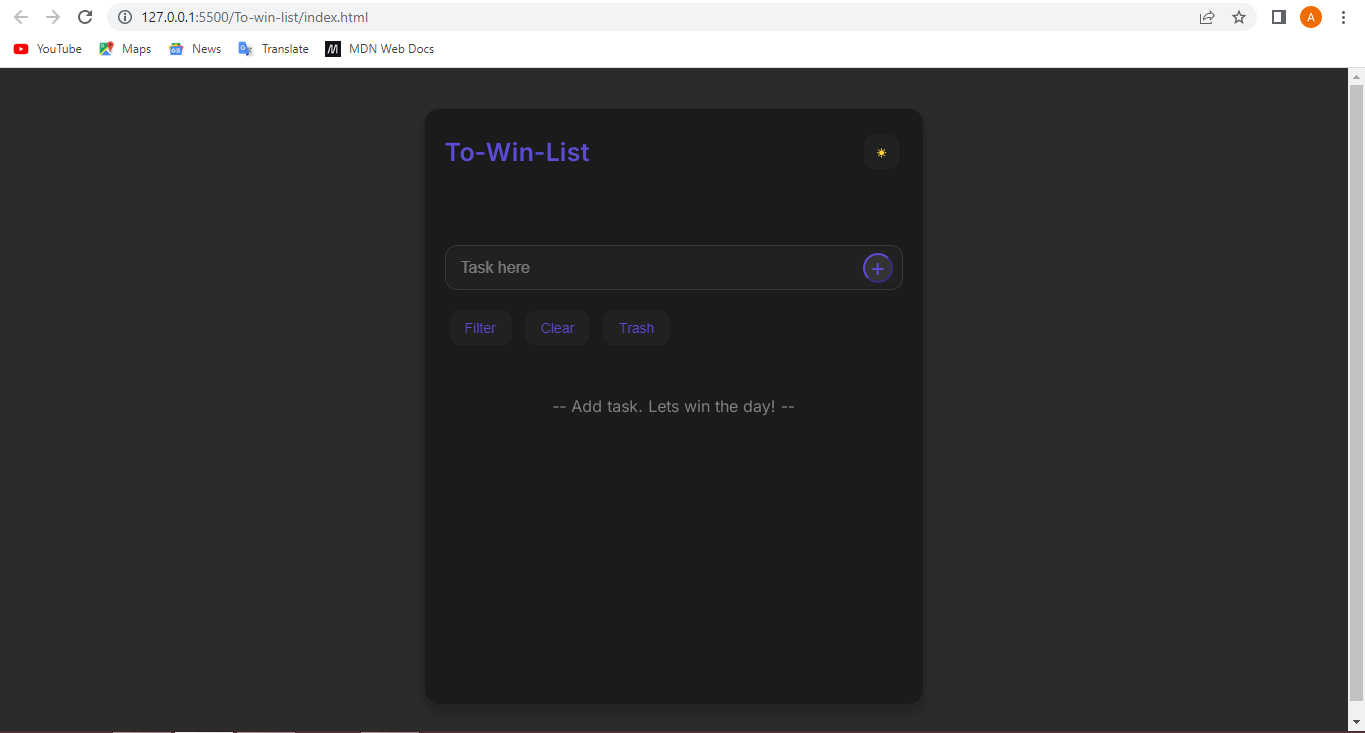 127.0.0.1:5500/To-win-list/index.html
A
YouTube Maps News Translate MDN Web Docs
To-Win-List
Task here
+
Filter Clear Trash
-- Add task. Lets win the day! --